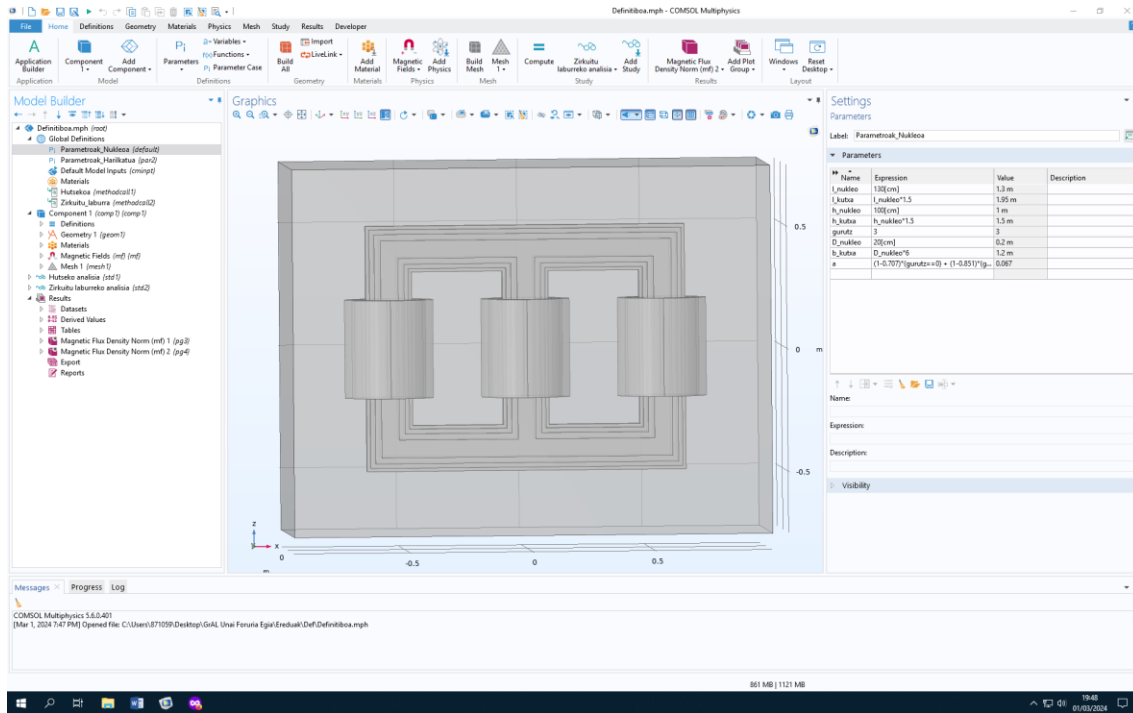 Definitiboa.mph - COMSOL Multiphysics
File Home Definitions Geometry Materials Physics Mesh Study Results Developer
Application Builder
Component 1
Add Component
Parameters
a= Variables
f(x) Functions
Pi Parameter Case
Build All
Import
LiveLink
Add Material
Magnetic Fields
Add Physics
Build Mesh
Mesh 1
Compute
Zirkuitu laburreko analisia
Add Study
Magnetic Flux Density Norm (mf) 2
Add Plot Group
Windows
Reset Desktop
Application Model Definitions Geometry Materials Physics Mesh Study Results Layout
Model Builder
Definitiboa.mph (root)
Global Definitions
Pi Parametroak_Nukleoa (default)
Pi Parametroak_Harilkatua (par2)
Default Model Inputs (cminpt)
Materials
Hutsekoa (methodcall1)
Zirkuitu_laburra (methodcall2)
Component 1 (comp1) (comp1)
Definitions
Geometry 1 (geom1)
Materials
Magnetic Fields (mf) (mf)
Mesh 1 (mesh1)
Hutseko analisia (std1)
Zirkuitu laburreko analisia (std2)
Results
Datasets
Derived Values
Tables
Magnetic Flux Density Norm (mf) 1 (pg3)
Magnetic Flux Density Norm (mf) 2 (pg4)
Export
Reports
Graphics
0.5
0 m
-0.5
z
y x
0
m
-0.5 0 0.5
Settings
Parameters
Label: Parametroak_Nukleoa
Parameters
Name Expression Value Description
l_nukleo 130[cm] 1.3 m
l_kutxa l_nukleo*1.5 1.95 m
h_nukleo 100[cm] 1 m
h_kutxa h_nukleo*1.5 1.5 m
gurutz 3 3
D_nukleo 20[cm] 0.2 m
b_kutxa D_nukleo*6 1.2 m
a (1-0.707)*(gurutz==0) + (1-0.851)*(g... 0.067
Name:
Expression:
Description:
Visibility
Messages Progress Log
COMSOL Multiphysics 5.6.0.401
[Mar 1, 2024 7:47 PM] Opened file: C:\Users\871059\Desktop\GrAL Unai Foruria Egia\Ereduak\Def\Definitiboa.mph
861 MB | 1121 MB
19:48
01/03/2024